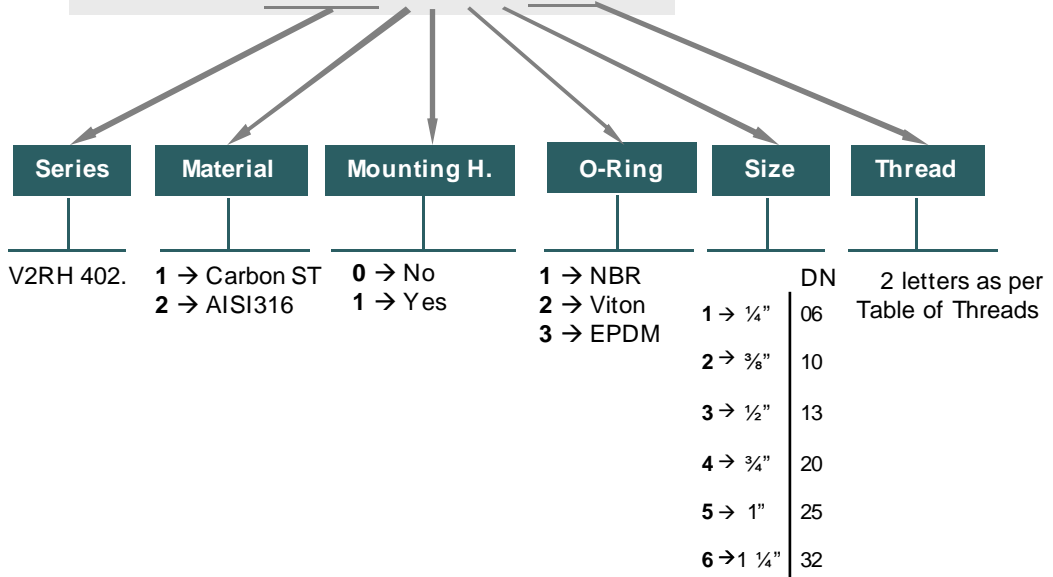 Series
Material
Mounting H.
O-Ring
Size
Thread
V2RH 402.
1 → Carbon ST
2 → AISI316
0 → No
1 → Yes
1 → NBR
2 → Viton
3 → EPDM
DN
1 → ¼” 06
2 → ⅜” 10
3 → ½” 13
4 → ¾” 20
5 → 1” 25
6 → 1 ¼” 32
2 letters as per
Table of Threads